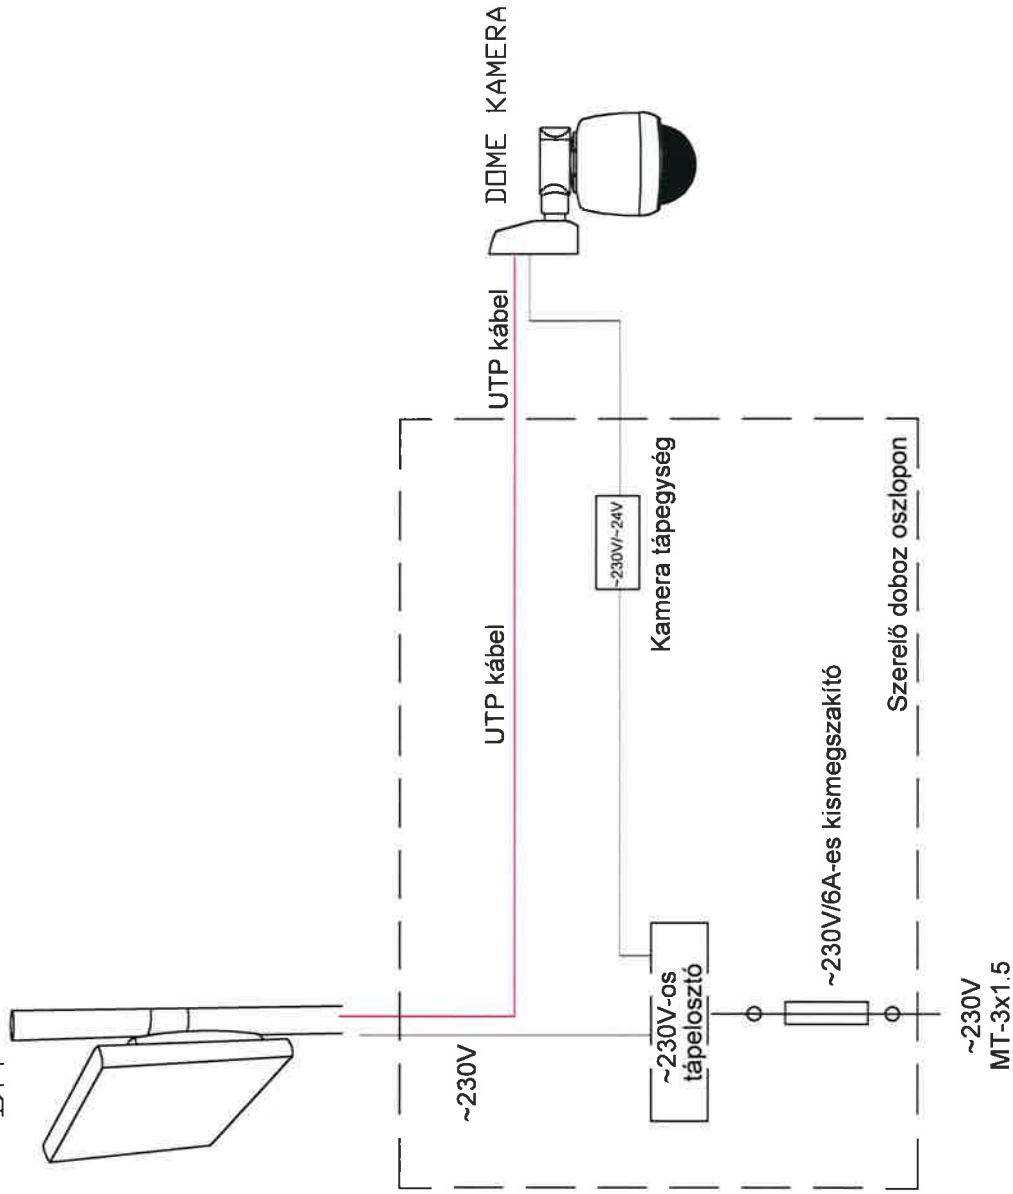 DOME KAMERA
UTP kábel
UTP kábel
~230V/~24V
Kamera tápegység
Szerelő doboz oszlopon
~230V/6A-es kismegszakító
~230V-os
tápelosztó
~230V
~230V
MT-3x1.5